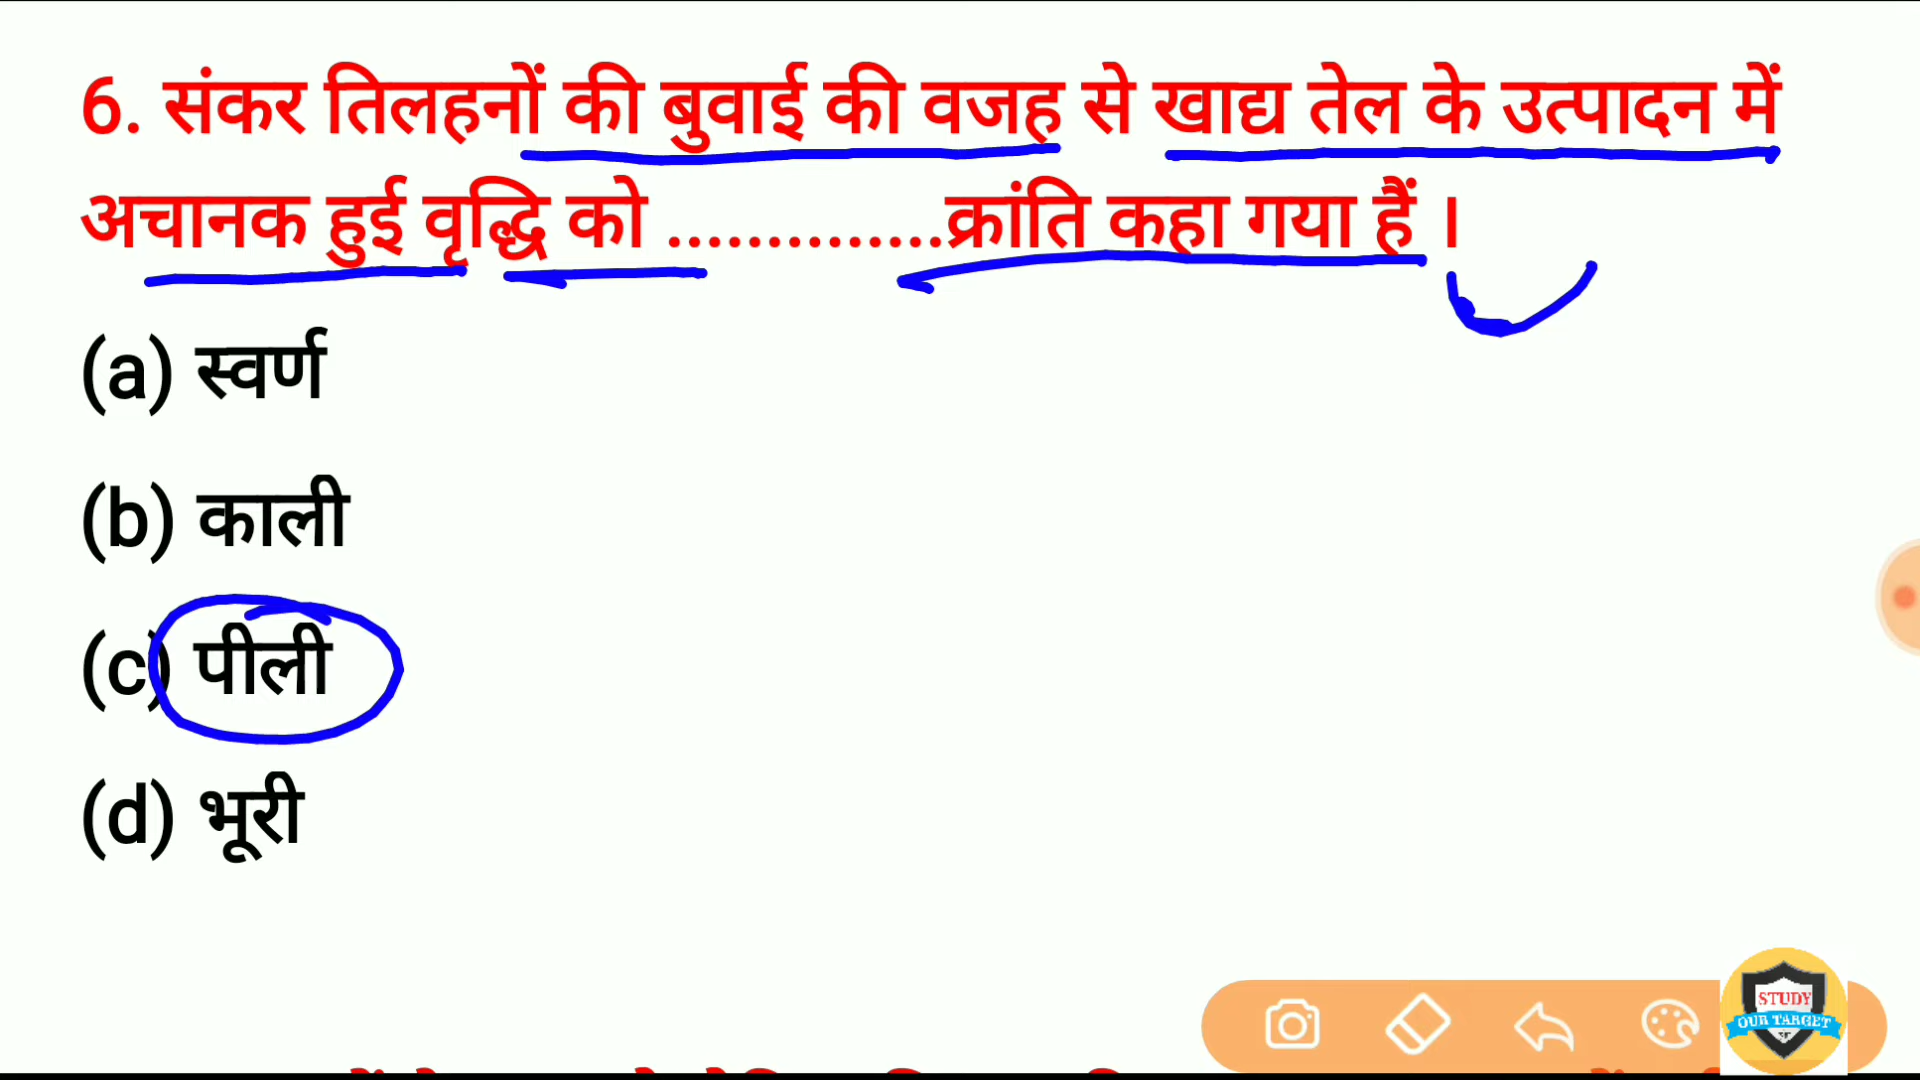 6. संकर तिलहनों की बुवाई की वजह से खाद्य तेल के उत्पादन में
अचानक हुई वृद्धि को ..............क्रांति कहा गया हैं ।
(a) स्वर्ण
(b) काली
(c) पीली
(d) भूरी
STUDY
OUR TARGET